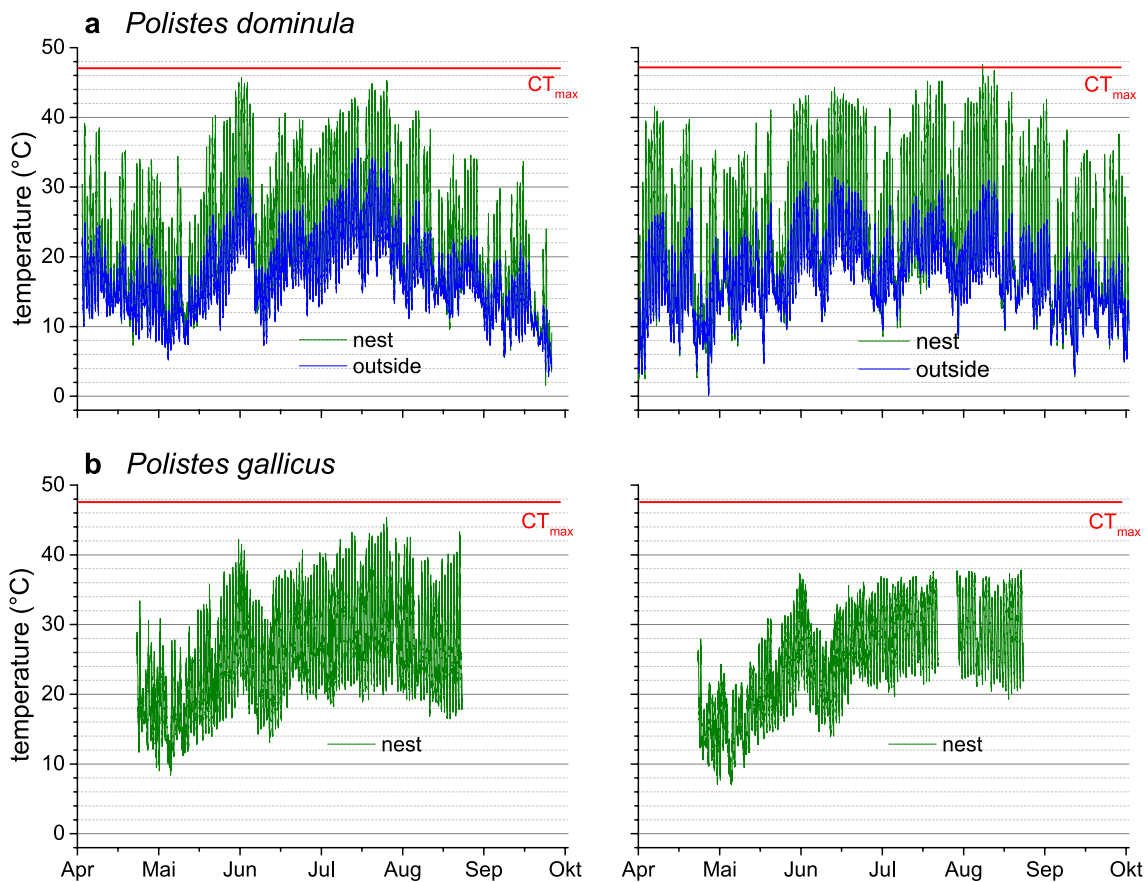 a Polistes dominula
temperature (°C)
50
40
30
20
10
0
CTmax
nest
outside
CTmax
nest
outside
b Polistes gallicus
temperature (°C)
50
40
30
20
10
0
CTmax
nest
Apr Mai Jun Jul Aug Sep Okt
CTmax
nest
Apr Mai Jun Jul Aug Sep Okt